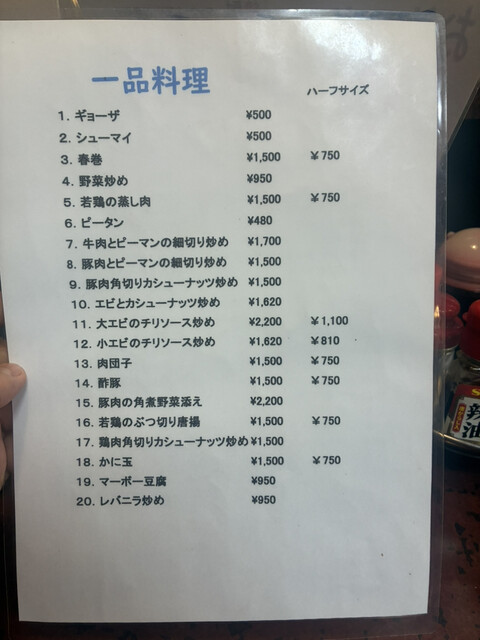 一品料理
ハーフサイズ
1. ギョーザ ¥500
2. シューマイ ¥500
3. 春巻 ¥1,500 ¥750
4. 野菜炒め ¥950
5. 若鶏の蒸し肉 ¥1,500 ¥750
6. ピータン ¥480
7. 牛肉とピーマンの細切り炒め ¥1,700
8. 豚肉とピーマンの細切り炒め ¥1,500
9. 豚肉角切りカシューナッツ炒め ¥1,500
10. エビとカシューナッツ炒め ¥1,620
11. 大エビのチリソース炒め ¥2,200 ¥1,100
12. 小エビのチリソース炒め ¥1,620 ¥810
13. 肉団子 ¥1,500 ¥750
14. 酢豚 ¥1,500 ¥750
15. 豚肉の角煮野菜添え ¥2,200
16. 若鶏のぶつ切り唐揚 ¥1,500 ¥750
17. 鶏肉角切りカシューナッツ炒め ¥1,500
18. かに玉 ¥1,500 ¥750
19. マーボー豆腐 ¥950
20. レバニラ炒め ¥950
辣油